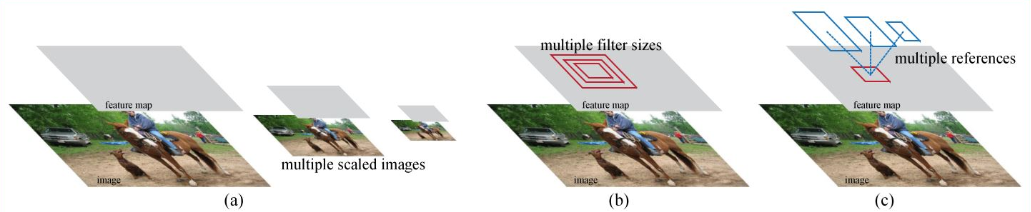 feature map
image
multiple scaled images
(a)
multiple filter sizes
feature map
image
(b)
multiple references
feature map
image
(c)